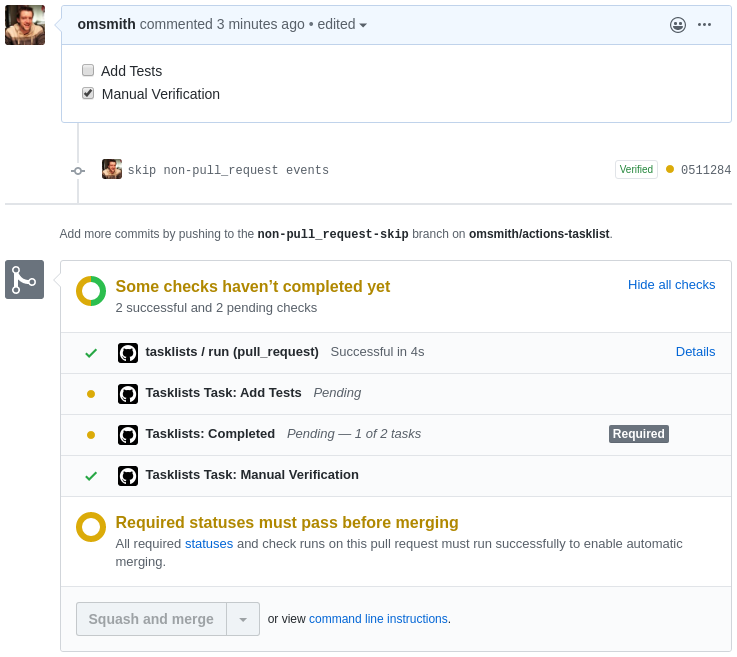 omsmith commented 3 minutes ago • edited
Add Tests
Manual Verification
skip non-pull_request events Verified 0511284
Add more commits by pushing to the non-pull_request-skip branch on omsmith/actions-tasklist.
Some checks haven’t completed yet Hide all checks
2 successful and 2 pending checks
tasklists / run (pull_request) Successful in 4s Details
Tasklists Task: Add Tests Pending
Tasklists: Completed Pending — 1 of 2 tasks Required
Tasklists Task: Manual Verification
Required statuses must pass before merging
All required statuses and check runs on this pull request must run successfully to enable automatic
merging.
Squash and merge or view command line instructions.